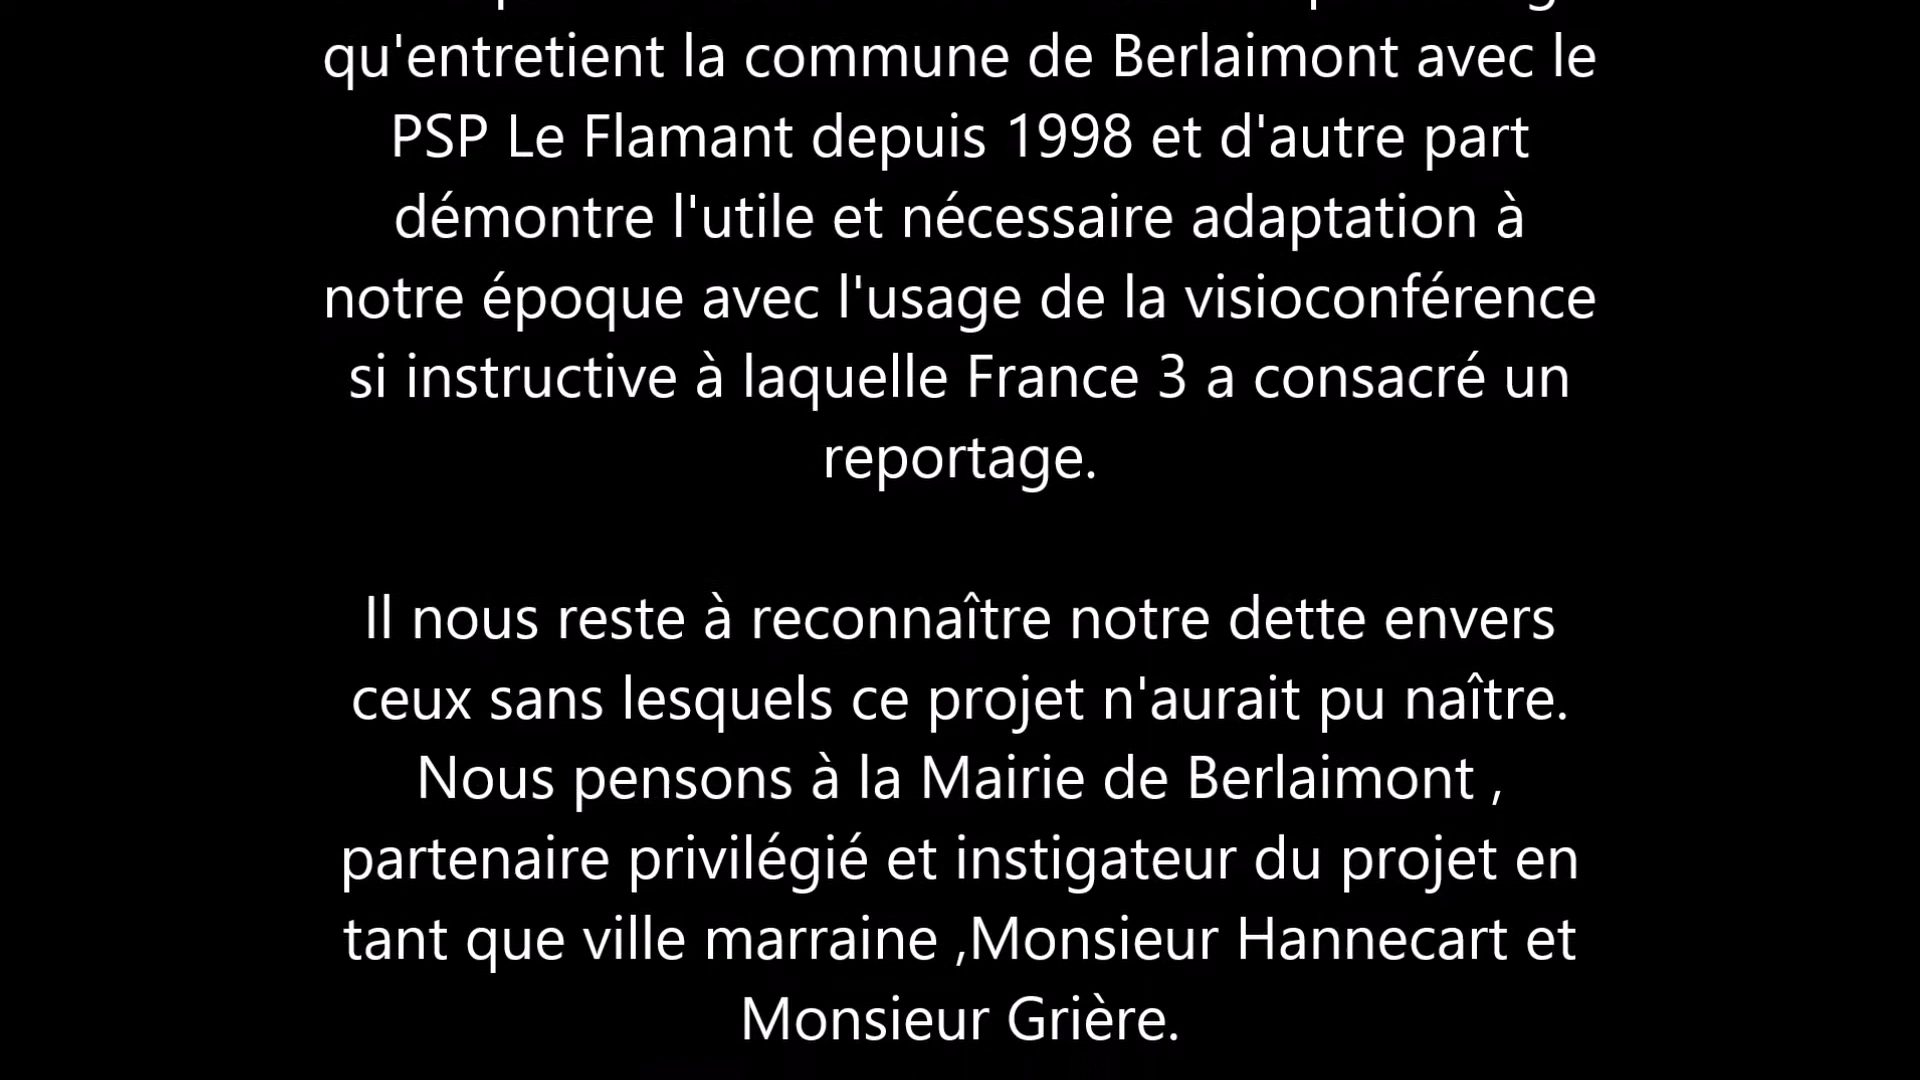 qu'entretient la commune de Berlaimont avec le
PSP Le Flamant depuis 1998 et d'autre part
démontre l'utile et nécessaire adaptation à
notre époque avec l'usage de la visioconférence
si instructive à laquelle France 3 a consacré un
reportage.
Il nous reste à reconnaître notre dette envers
ceux sans lesquels ce projet n'aurait pu naître.
Nous pensons à la Mairie de Berlaimont ,
partenaire privilégié et instigateur du projet en
tant que ville marraine ,Monsieur Hannecart et
Monsieur Grière.